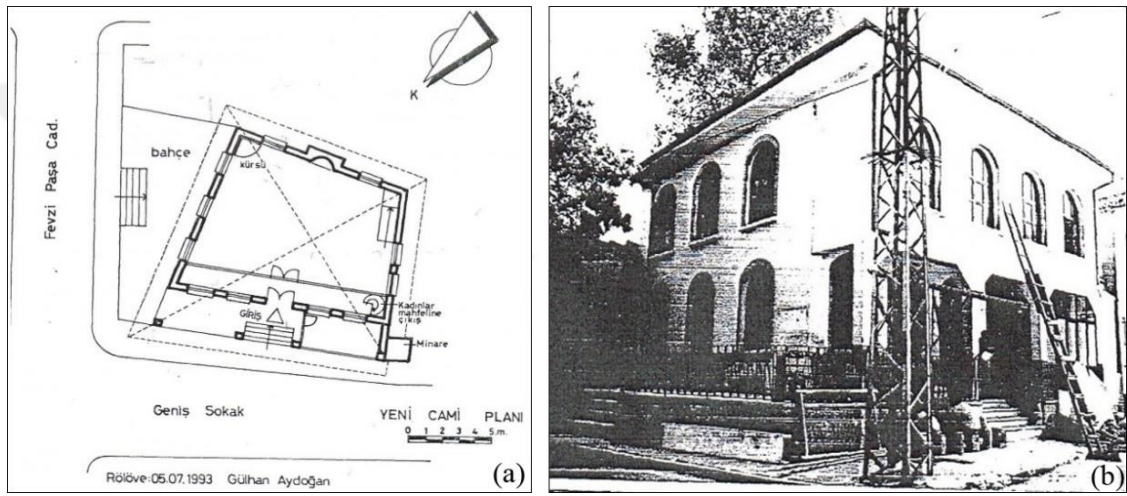 K
Fevzi Paşa Cad.
bahçe
kürsü
GİRİŞ
Kadınlar
mahfeline
çıkış
Minare
Geniş Sokak
YENİ CAMİ PLANI
0 1 2 3 4 5 m.
Rölöve:05.07.1993 Gülhan Aydoğan
(a)
(b)